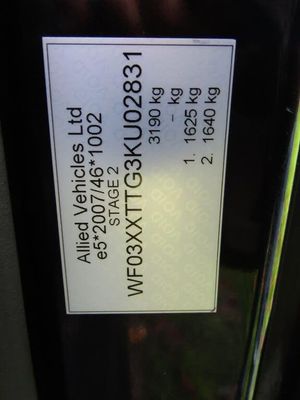 Allied Vehicles Ltd
e5*2007/46*1002
STAGE 2
WF03XXTTG3KU02831
3190 kg
- kg
1. 1625 kg
2. 1640 kg